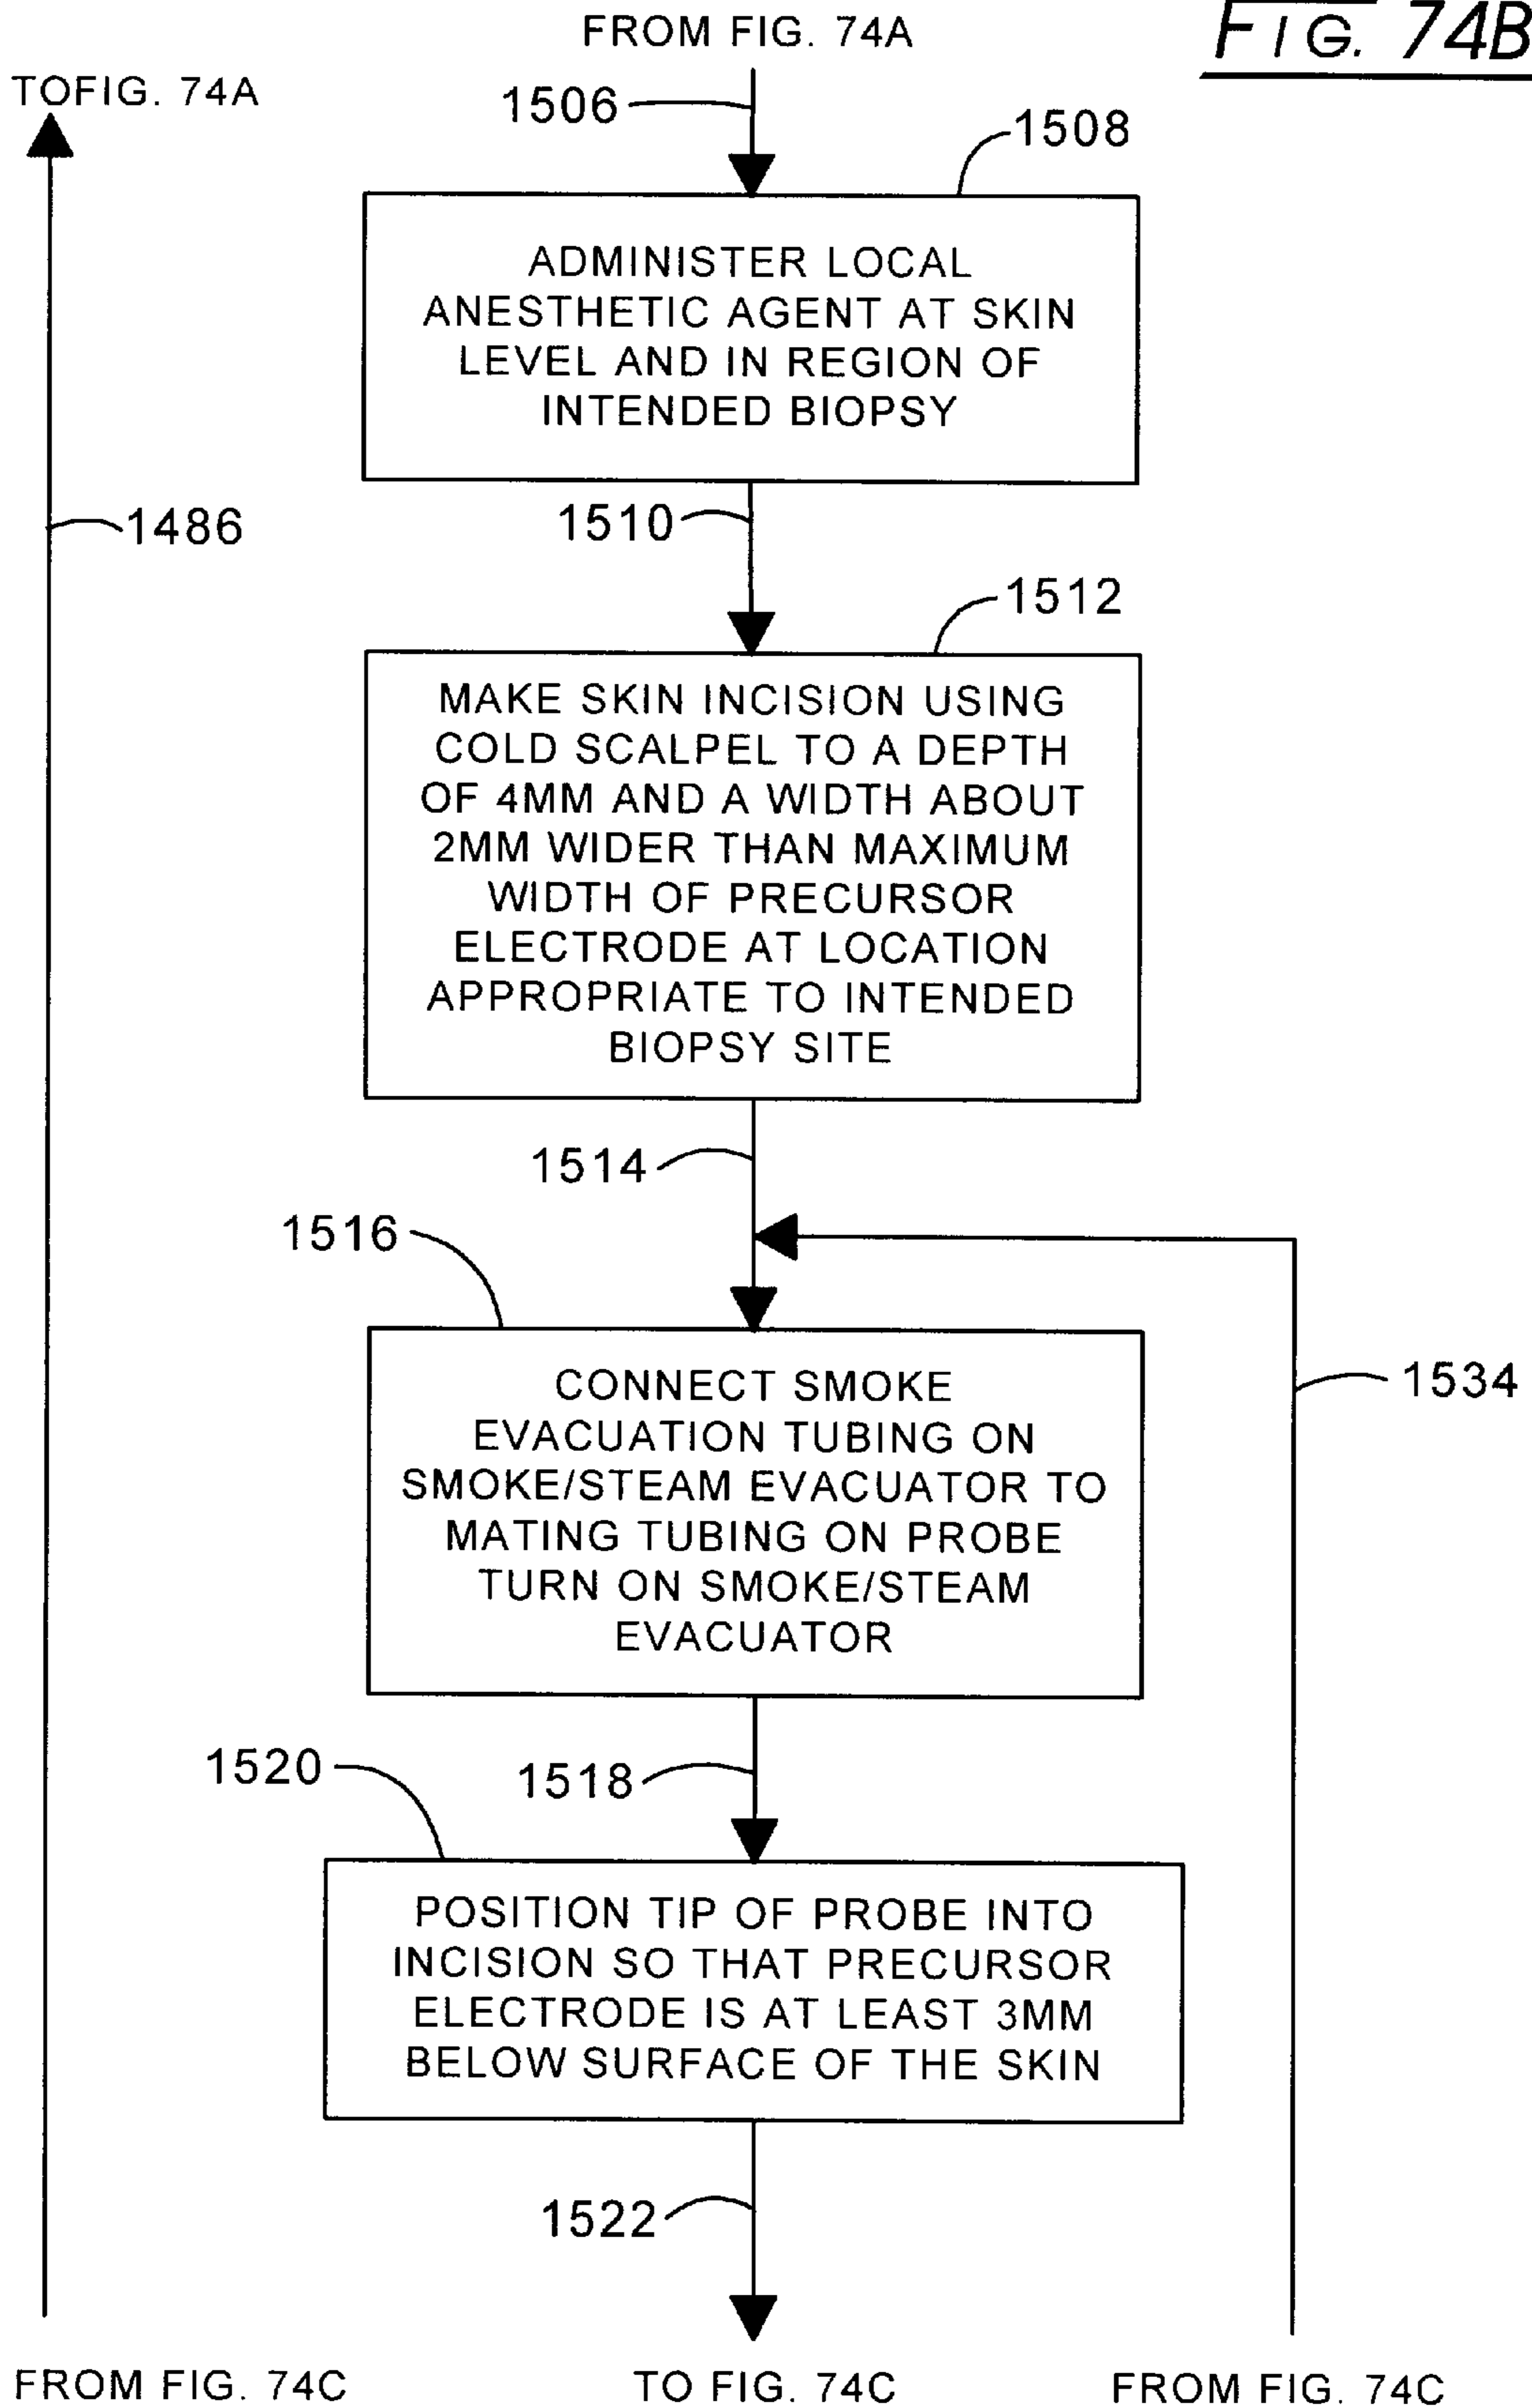 FROM FIG. 74A
FIG. 74B
TOFIG. 74A
1506
1508
ADMINISTER LOCAL
ANESTHETIC AGENT AT SKIN
LEVEL AND IN REGION OF
INTENDED BIOPSY
1486
1510
1512
MAKE SKIN INCISION USING
COLD SCALPEL TO A DEPTH
OF 4MM AND A WIDTH ABOUT
2MM WIDER THAN MAXIMUM
WIDTH OF PRECURSOR
ELECTRODE AT LOCATION
APPROPRIATE TO INTENDED
BIOPSY SITE
1514
1516
1534
CONNECT SMOKE
EVACUATION TUBING ON
SMOKE/STEAM EVACUATOR TO
MATING TUBING ON PROBE
TURN ON SMOKE/STEAM
EVACUATOR
1520
1518
POSITION TIP OF PROBE INTO
INCISION SO THAT PRECURSOR
ELECTRODE IS AT LEAST 3MM
BELOW SURFACE OF THE SKIN
1522
FROM FIG. 74C
TO FIG. 74C
FROM FIG. 74C